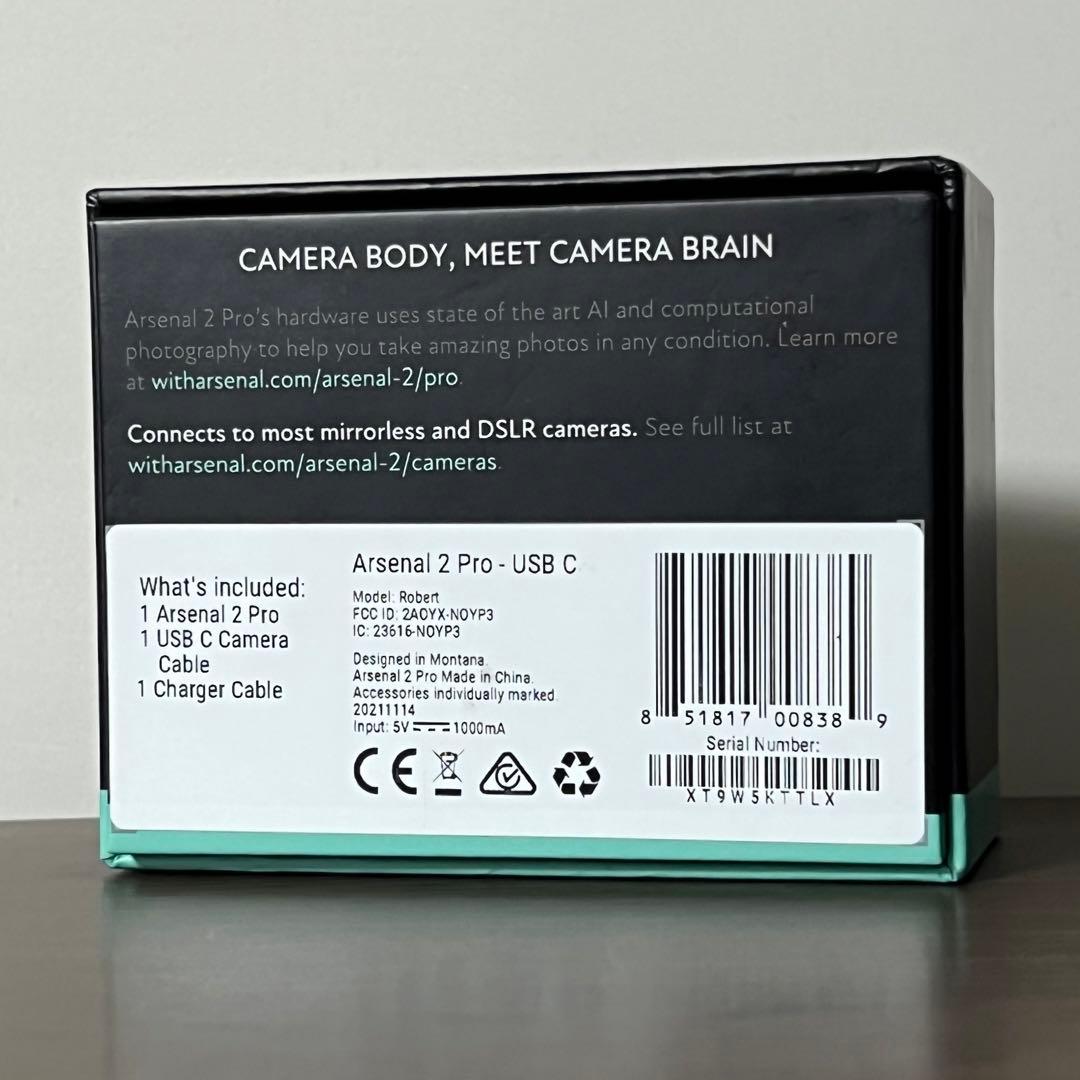 CAMERA BODY, MEET CAMERA BRAIN
Arsenal 2 Pro's hardware uses state of the art AI and computational
photography to help you take amazing photos in any condition. Learn more
at witharsenal.com/arsenal-2/pro.
Connects to most mirrorless and DSLR cameras. See full list at
witharsenal.com/arsenal-2/cameras.
What's included:
1 Arsenal 2 Pro
1 USB C Camera
Cable
1 Charger Cable
Arsenal 2 Pro - USB C
Model: Robert
FCC ID: 2AOYX-NOYP3
IC: 23616-NOYP3
Designed in Montana.
Arsenal 2 Pro Made in China.
Accessories individually marked.
20211114
Input: 5V⎓1000mA
CE
8 51817 00838 9
Serial Number:
XT9W5KTTLX